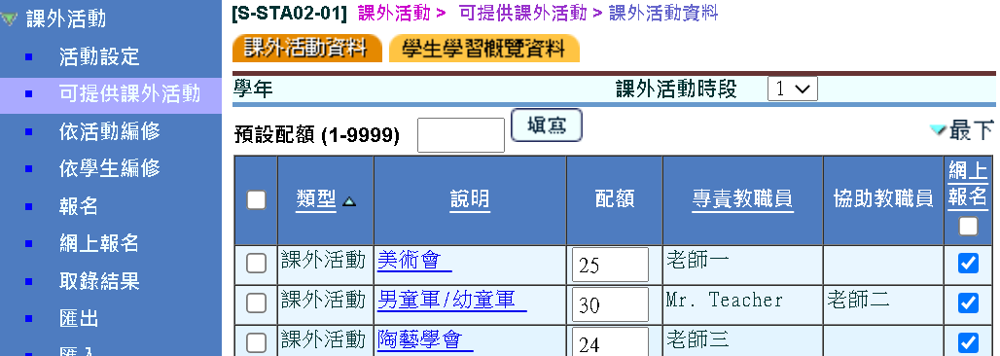 課外活動
活動設定
可提供課外活動
依活動編修
依學生編修
報名
網上報名
取錄結果
匯出
匯入
[S-STA02-01] 課外活動 > 可提供課外活動 > 課外活動資料
課外活動資料 學生學習概覽資料
學年 課外活動時段 1
預設配額 (1-9999) 填寫
最下
類型 說明 配額 專責教職員 協助教職員 網上報名
課外活動 美術會 25 老師一
課外活動 男童軍/幼童軍 30 Mr. Teacher 老師二
課外活動 陶藝學會 24 老師三